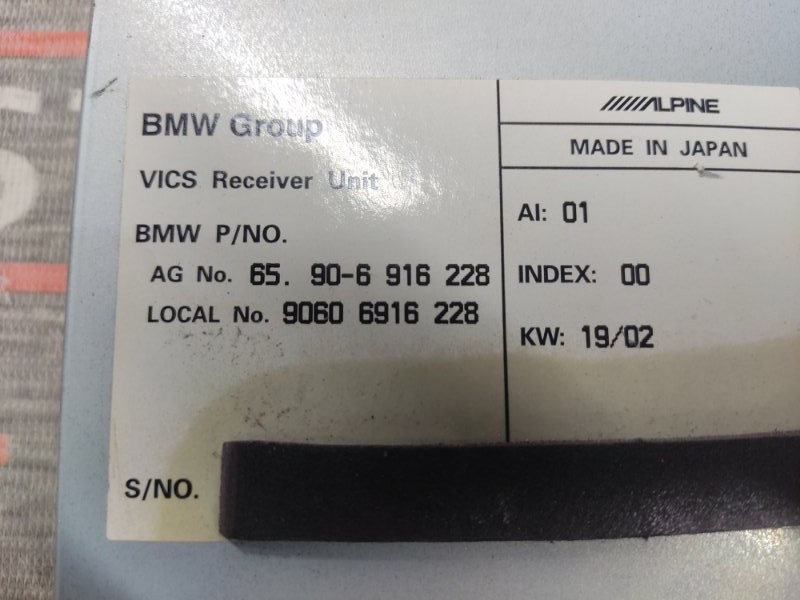 BMW Group
VICS Receiver Unit
BMW P/NO.
AG No. 65. 90-6 916 228
LOCAL No. 9060 6916 228
S/NO.
ALPINE
MADE IN JAPAN
AI: 01
INDEX: 00
KW: 19/02